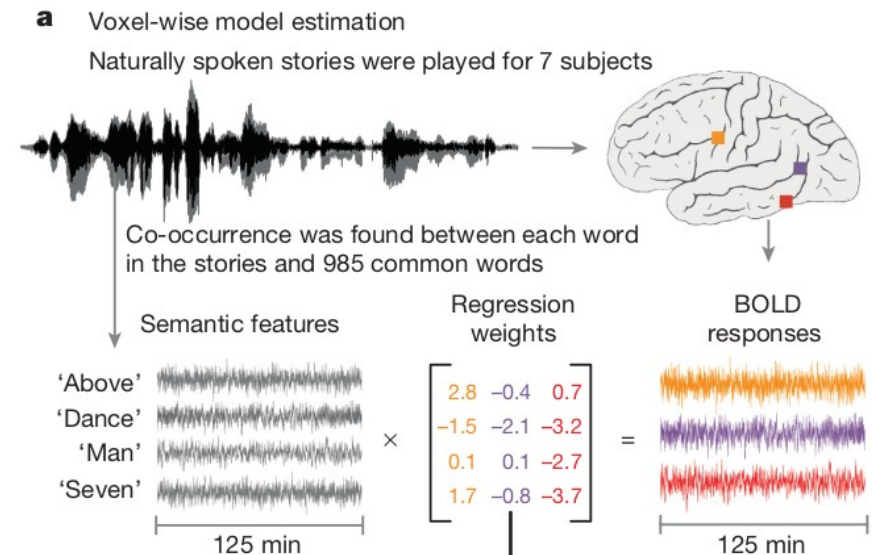 a Voxel-wise model estimation
Naturally spoken stories were played for 7 subjects
Co-occurrence was found between each word
in the stories and 985 common words
Semantic features
Regression
weights
BOLD
responses
‘Above’
‘Dance’
‘Man’
‘Seven’
×
2.8 –0.4 0.7
–1.5 –2.1 –3.2
0.1 0.1 –2.7
1.7 –0.8 –3.7
=
125 min
125 min